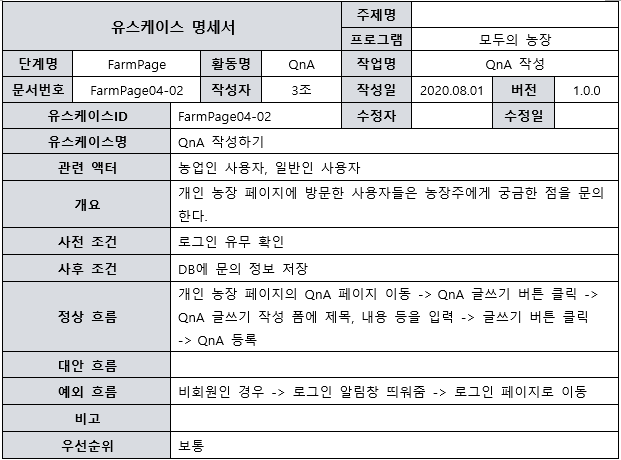 유스케이스 명세서 주제명
프로그램 모두의 농장
단계명 FarmPage 활동명 QnA 작업명 QnA 작성
문서번호 FarmPage04-02 작성자 3조 작성일 2020.08.01 버전 1.0.0
유스케이스ID FarmPage04-02 수정자 수정일
유스케이스명 QnA 작성하기
관련 액터 농업인 사용자, 일반인 사용자
개요 개인 농장 페이지에 방문한 사용자들은 농장주에게 궁금한 점을 문의
한다.
사전 조건 로그인 유무 확인
사후 조건 DB에 문의 정보 저장
정상 흐름 개인 농장 페이지의 QnA 페이지 이동 -> QnA 글쓰기 버튼 클릭 ->
QnA 글쓰기 작성 폼에 제목, 내용 등을 입력 -> 글쓰기 버튼 클릭
-> QnA 등록
대안 흐름
예외 흐름 비회원인 경우 -> 로그인 알림창 띄워줌 -> 로그인 페이지로 이동
비고
우선순위 보통